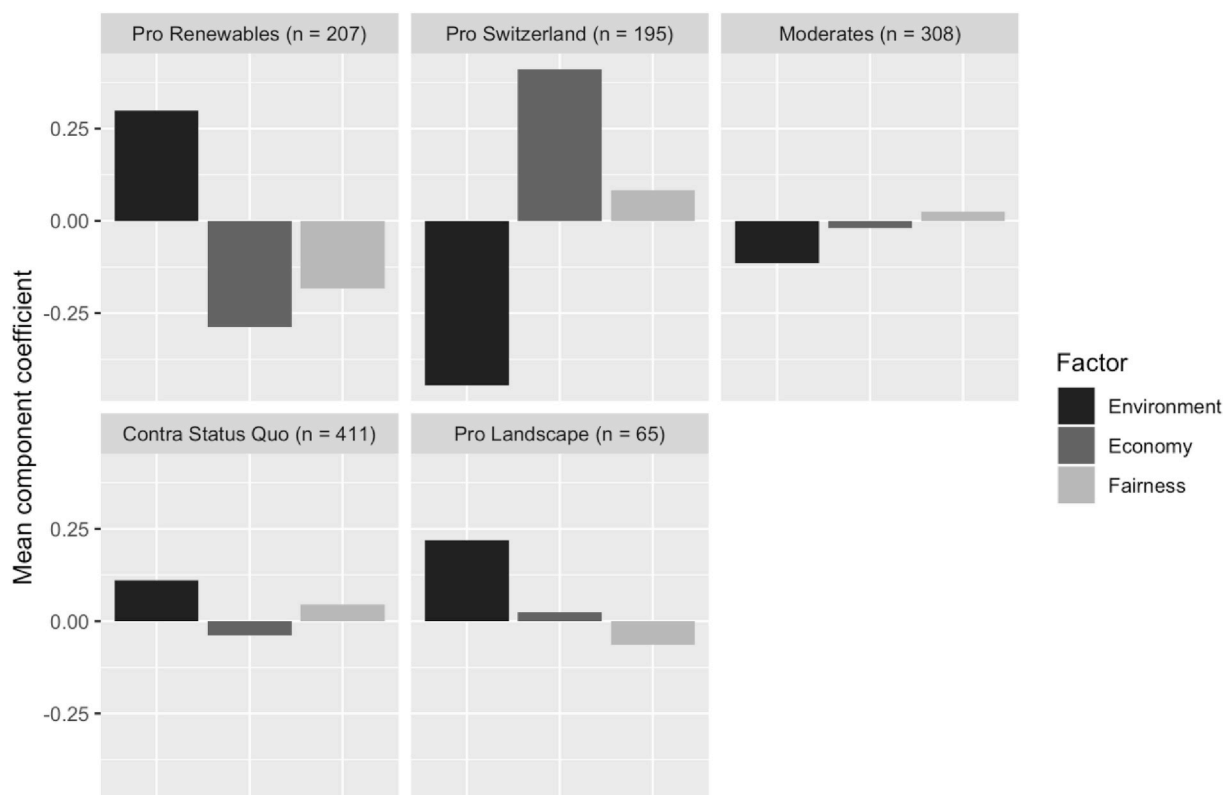 Pro Renewables (n = 207)
Pro Switzerland (n = 195)
Moderates (n = 308)
0.25
0.00
-0.25
Contra Status Quo (n = 411)
Pro Landscape (n = 65)
0.25
0.00
-0.25
Mean component coefficient
Factor
Environment
Economy
Fairness